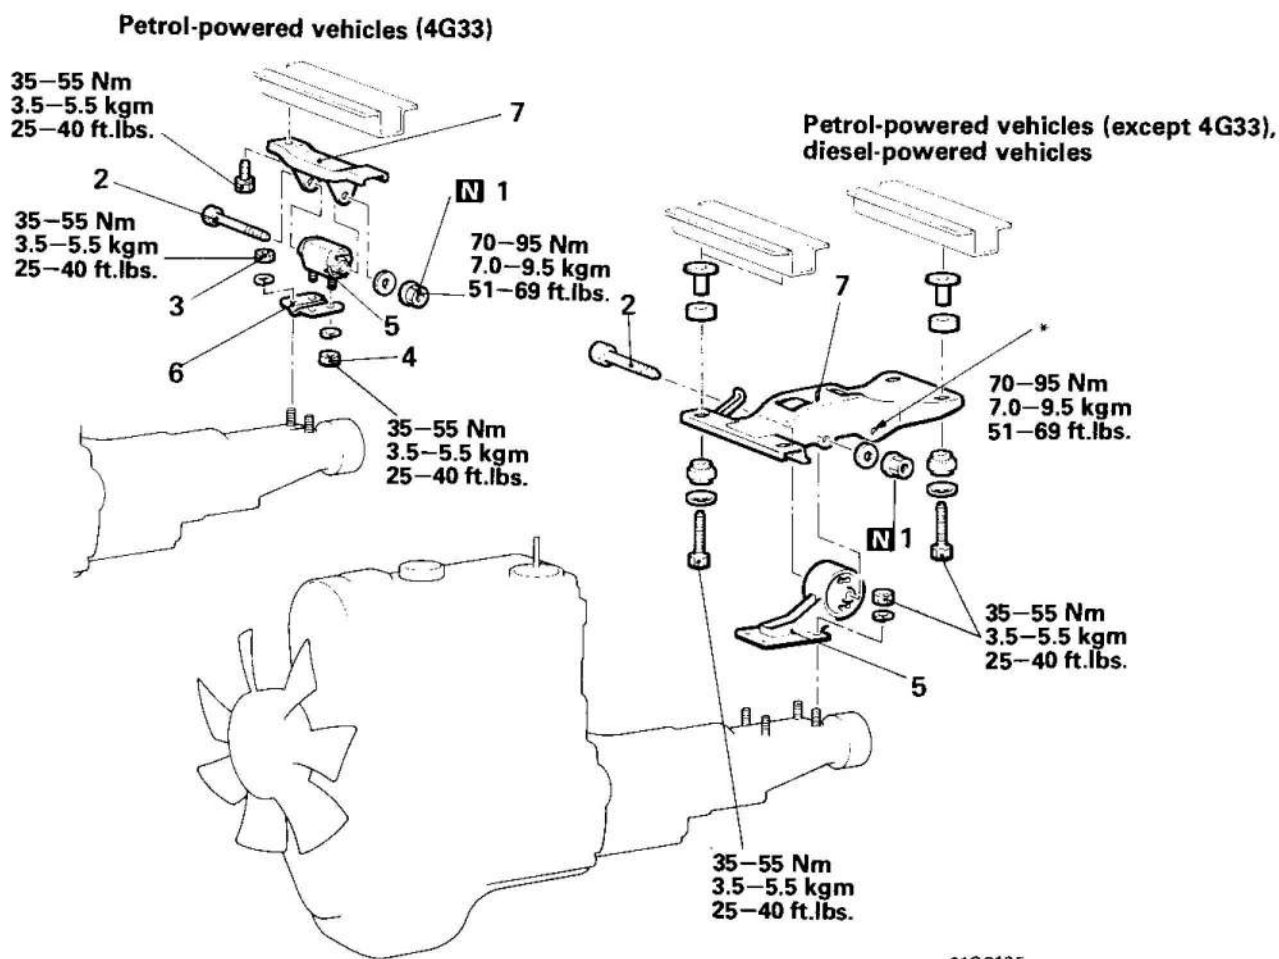 Petrol-powered vehicles (4G33)
35–55 Nm
3.5–5.5 kgm
25–40 ft.lbs.
7
2
N 1
35–55 Nm
3.5–5.5 kgm
25–40 ft.lbs.
70–95 Nm
7.0–9.5 kgm
51–69 ft.lbs.
3
5
6
4
35–55 Nm
3.5–5.5 kgm
25–40 ft.lbs.
Petrol-powered vehicles (except 4G33),
diesel-powered vehicles
7
2
*
70–95 Nm
7.0–9.5 kgm
51–69 ft.lbs.
N 1
35–55 Nm
3.5–5.5 kgm
25–40 ft.lbs.
5
35–55 Nm
3.5–5.5 kgm
25–40 ft.lbs.